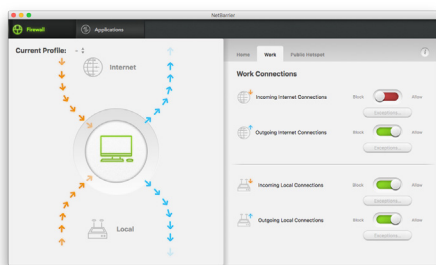 NetBarrier
Firewall
Applications
Current Profile: - :
Internet
Local
Home
Work
Public Hotspot
Work Connections
Incoming Internet Connections
Block
Allow
Exceptions...
Outgoing Internet Connections
Block
Allow
Exceptions...
Incoming Local Connections
Block
Allow
Exceptions...
Outgoing Local Connections
Block
Allow
Exceptions...